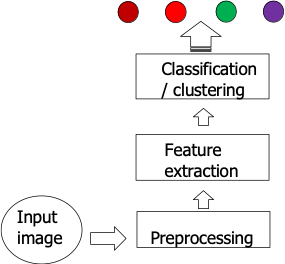 Classification
/ clustering
Feature
extraction
Input
image
Preprocessing